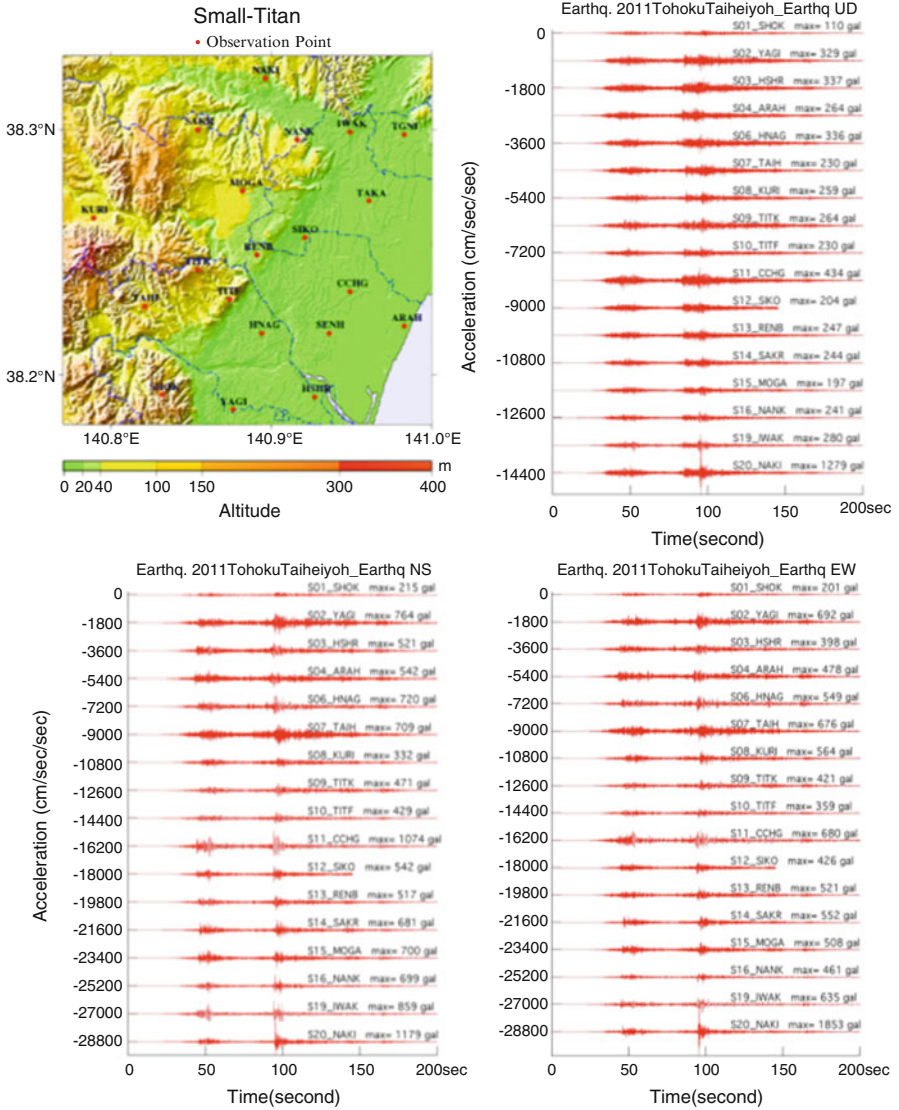 Small-Titan
• Observation Point
NAKI
SAKR
NANK
IWAK
TGNI
MOGA
TAKA
KURI
SIKO
RENB
TITK
CCHG
TITF
TAIH
ARAH
HNAG
SENH
HSHR
YAGI
38.3°N
38.2°N
140.8°E
140.9°E
141.0°E
0 20 40 100 150 300 400 m
Altitude
Earthq. 2011TohokuTaiheiyoh_Earthq UD
Acceleration (cm/sec/sec)
0
-1800
-3600
-5400
-7200
-9000
-10800
-12600
-14400
S01_SHOK max= 110 gal
S02_YAGI max= 329 gal
S03_HSHR max= 337 gal
S04_ARAH max= 264 gal
S06_HNAG max= 336 gal
S07_TAIH max= 230 gal
S08_KURI max= 259 gal
S09_TITK max= 264 gal
S10_TITF max= 230 gal
S11_CCHG max= 434 gal
S12_SIKO max= 204 gal
S13_RENB max= 247 gal
S14_SAKR max= 244 gal
S15_MOGA max= 197 gal
S16_NANK max= 241 gal
S19_IWAK max= 280 gal
S20_NAKI max= 1279 gal
0 50 100 150 200sec
Time(second)
Earthq. 2011TohokuTaiheiyoh_Earthq NS
Acceleration (cm/sec/sec)
0
-1800
-3600
-5400
-7200
-9000
-10800
-12600
-14400
-16200
-18000
-19800
-21600
-23400
-25200
-27000
-28800
S01_SHOK max= 215 gal
S02_YAGI max= 764 gal
S03_HSHR max= 521 gal
S04_ARAH max= 542 gal
S06_HNAG max= 720 gal
S07_TAIH max= 709 gal
S08_KURI max= 332 gal
S09_TITK max= 471 gal
S10_TITF max= 429 gal
S11_CCHG max= 1074 gal
S12_SIKO max= 542 gal
S13_RENB max= 517 gal
S14_SAKR max= 681 gal
S15_MOGA max= 700 gal
S16_NANK max= 699 gal
S19_IWAK max= 859 gal
S20_NAKI max= 1179 gal
0 50 100 150 200sec
Time(second)
Earthq. 2011TohokuTaiheiyoh_Earthq EW
0
-1800
-3600
-5400
-7200
-9000
-10800
-12600
-14400
-16200
-18000
-19800
-21600
-23400
-25200
-27000
-28800
S01_SHOK max= 201 gal
S02_YAGI max= 692 gal
S03_HSHR max= 398 gal
S04_ARAH max= 478 gal
S06_HNAG max= 549 gal
S07_TAIH max= 676 gal
S08_KURI max= 564 gal
S09_TITK max= 421 gal
S10_TITF max= 359 gal
S11_CCHG max= 680 gal
S12_SIKO max= 426 gal
S13_RENB max= 521 gal
S14_SAKR max= 552 gal
S15_MOGA max= 508 gal
S16_NANK max= 461 gal
S19_IWAK max= 635 gal
S20_NAKI max= 1853 gal
0 50 100 150 200sec
Time(second)